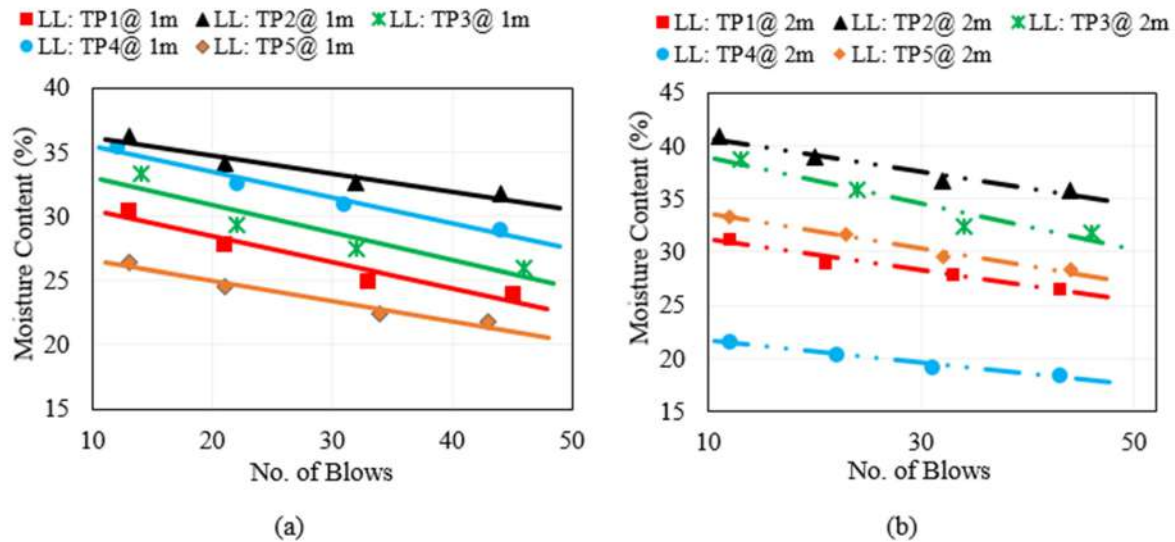 LL: TP1@ 1m LL: TP2@ 1m LL: TP3@ 1m
LL: TP4@ 1m LL: TP5@ 1m
40
35
30
25
20
15
Moisture Content (%)
10 20 30 40 50
No. of Blows
(a)
LL: TP1@ 2m LL: TP2@ 2m LL: TP3@ 2m
LL: TP4@ 2m LL: TP5@ 2m
45
40
35
30
25
20
15
Moisture Content (%)
10 30 50
No. of Blows
(b)